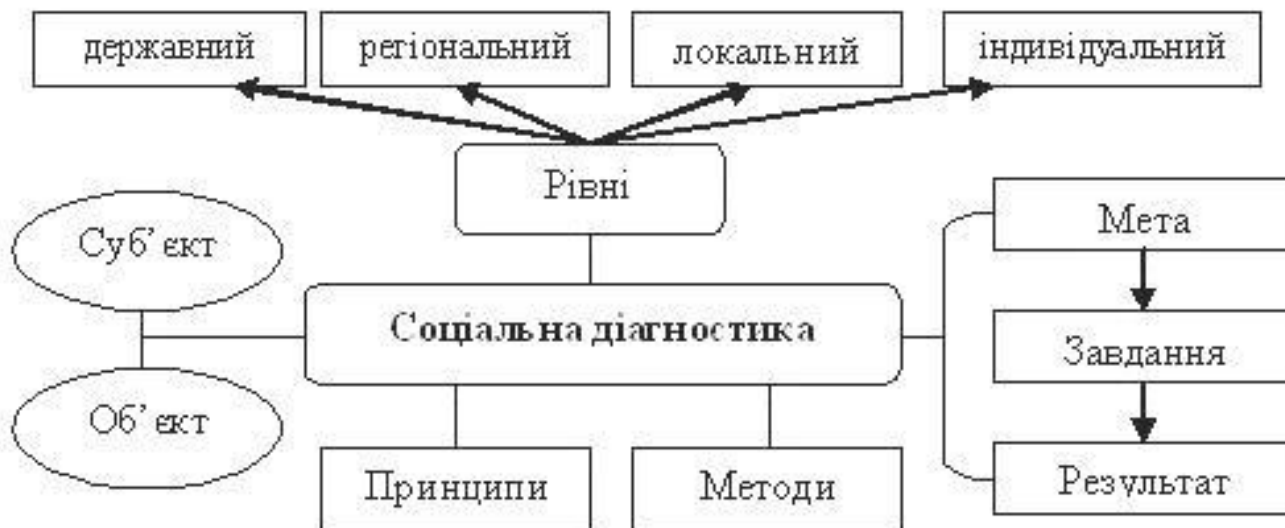 державний
регіональний
локальний
індивідуальний
Рівні
Суб’єкт
Мета
Соціальна діагностика
Завдання
Об’єкт
Принципи
Методи
Результат